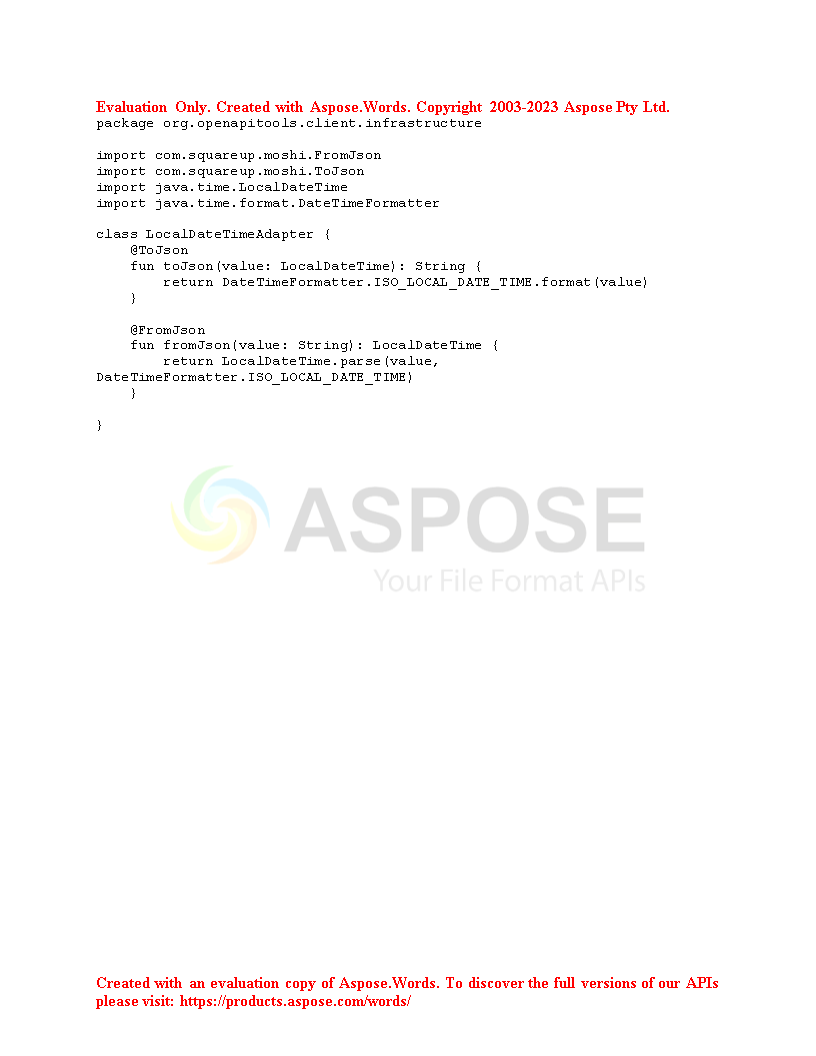 Evaluation Only. Created with Aspose.Words. Copyright 2003-2023 Aspose Pty Ltd.
package org.openapitools.client.infrastructure
import com.squareup.moshi.FromJson
import com.squareup.moshi.ToJson
import java.time.LocalDateTime
import java.time.format.DateTimeFormatter
class LocalDateTimeAdapter {
    @ToJson
    fun toJson(value: LocalDateTime): String {
        return DateTimeFormatter.ISO_LOCAL_DATE_TIME.format(value)
    }
    @FromJson
    fun fromJson(value: String): LocalDateTime {
        return LocalDateTime.parse(value,
DateTimeFormatter.ISO_LOCAL_DATE_TIME)
    }
}
ASPOSE
Your File Format APIs
Created with an evaluation copy of Aspose.Words. To discover the full versions of our APIs
please visit: https://products.aspose.com/words/